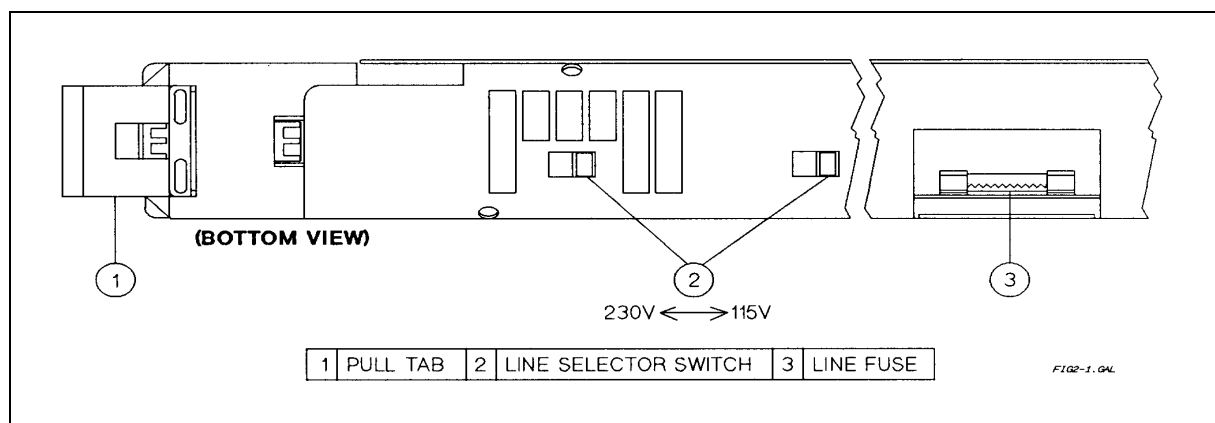 (BOTTOM VIEW)
1
2
3
230V ⟷ 115V
1 PULL TAB 2 LINE SELECTOR SWITCH 3 LINE FUSE
FIG2-1.GAL